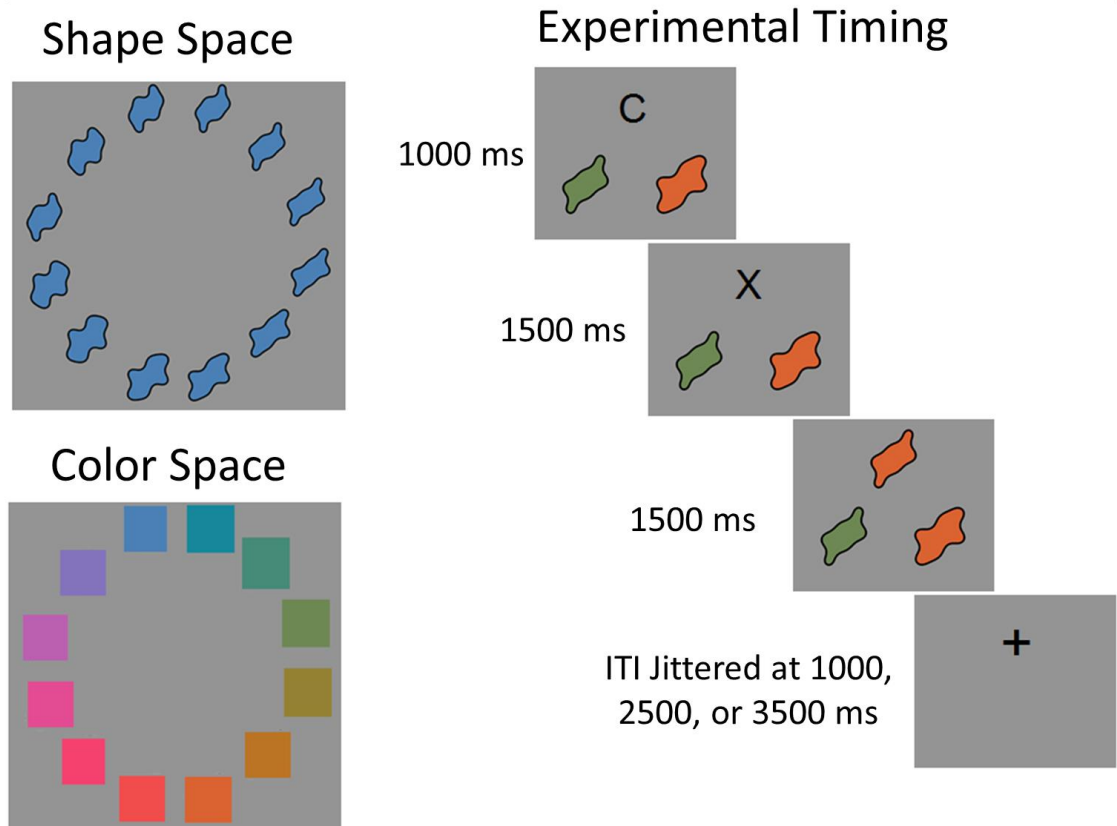 Shape Space
Experimental Timing
C
1000 ms
X
1500 ms
Color Space
1500 ms
ITI Jittered at 1000,
2500, or 3500 ms
+